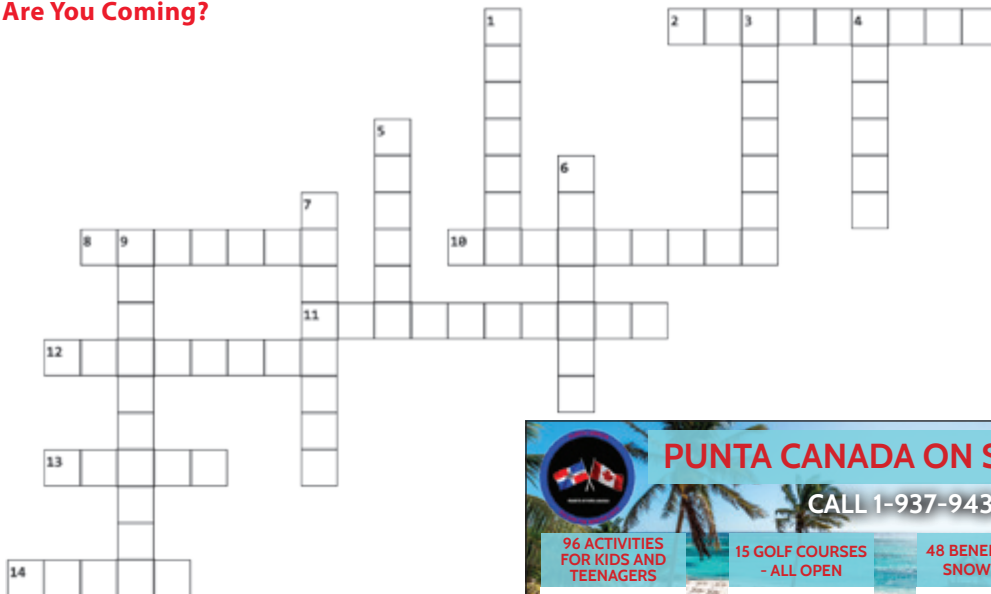 Are You Coming?
1
2
3
4
5
6
7
8
9
10
11
12
13
14
PUNTA CANADA ON S
CALL 1-937-943
96 ACTIVITIES
FOR KIDS AND
TEENAGERS
15 GOLF COURSES
- ALL OPEN
48 BENE
SNOW